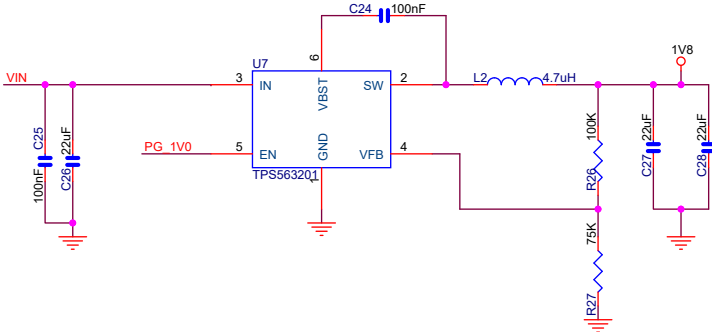 C24
100nF
1V8
U7
6
VIN
3
IN
VBST
SW
2
L2
4.7uH
C25
100nF
C26
22uF
PG_1V0
5
EN
GND
VFB
4
1
TPS563201
100K
R26
22uF
C27
22uF
C28
75K
R27